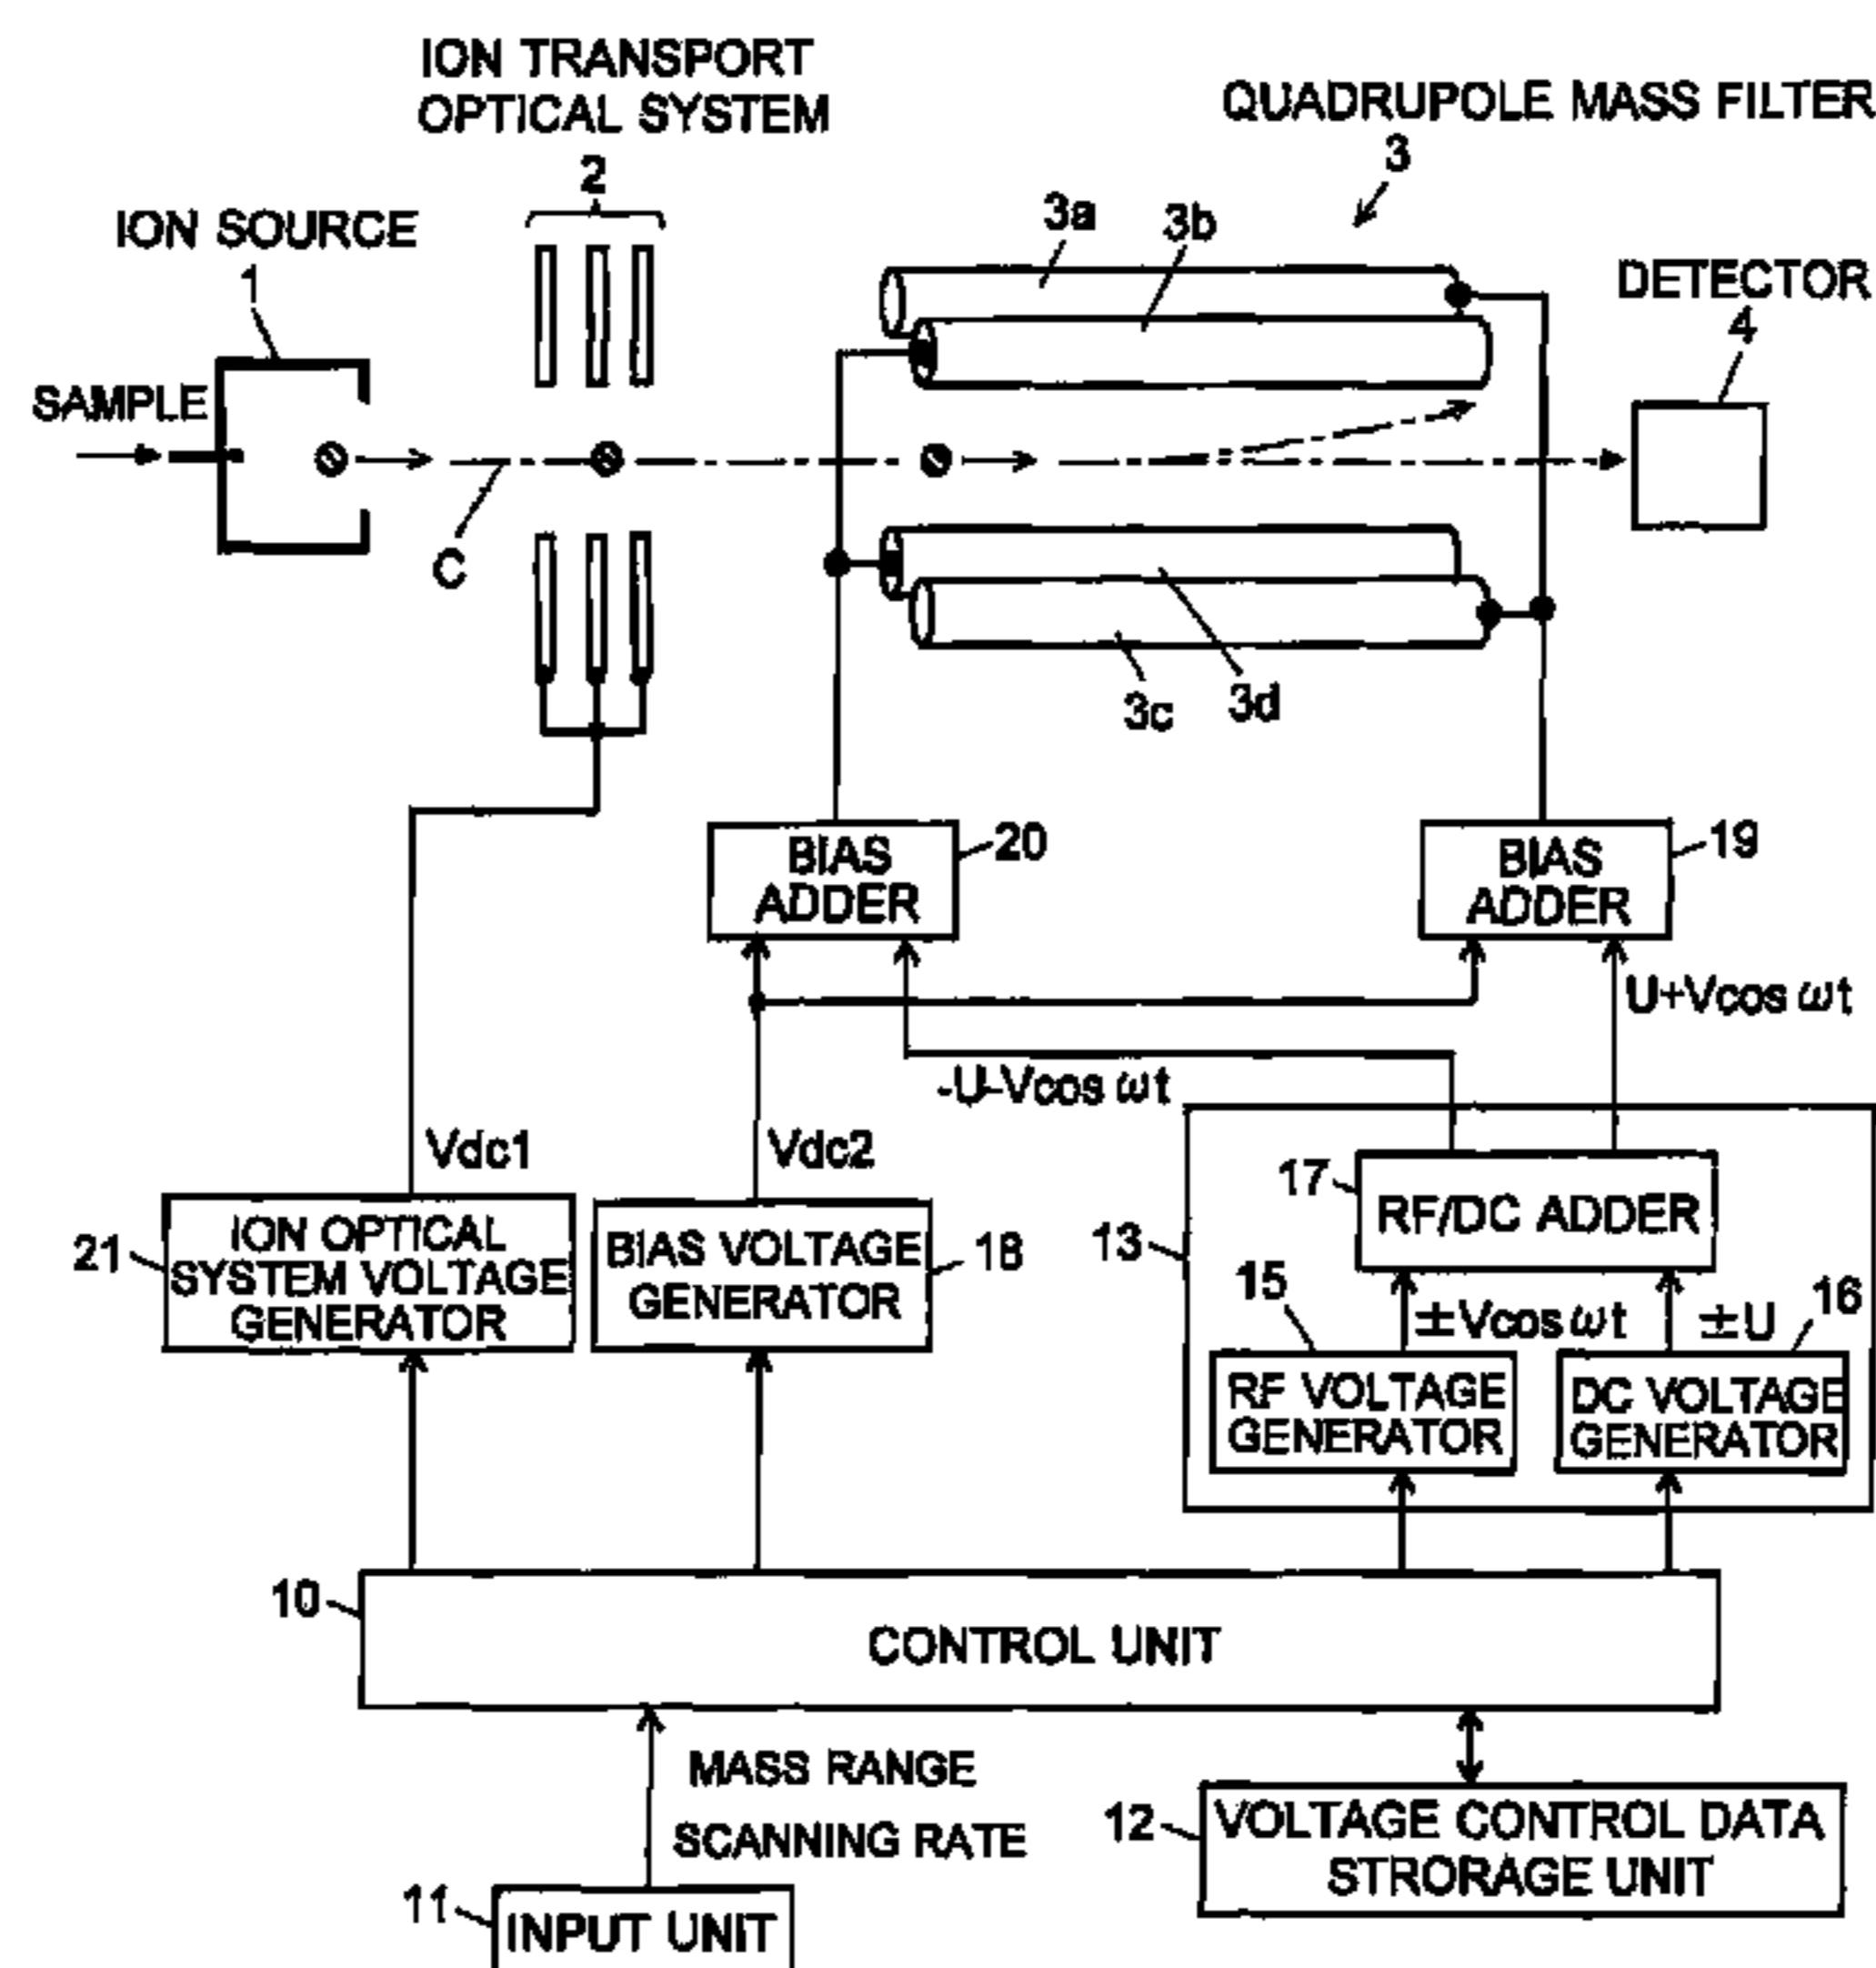 ION TRANSPORT
OPTICAL SYSTEM
2
QUADRUPOLE MASS FILTER
3
ION SOURCE
1
3a
3b
DETECTOR
4
SAMPLE
C
3c
3d
BIAS
ADDER
20
BIAS
ADDER
19
U+Vcos ωt
-U-Vcos ωt
Vdc1
Vdc2
17
RF/DC ADDER
21
ION OPTICAL
SYSTEM VOLTAGE
GENERATOR
BIAS VOLTAGE
GENERATOR
18
13
15
±Vcos ωt
±U
16
RF VOLTAGE
GENERATOR
DC VOLTAGE
GENERATOR
10
CONTROL UNIT
MASS RANGE
SCANNING RATE
12
VOLTAGE CONTROL DATA
STRORAGE UNIT
11
INPUT UNIT